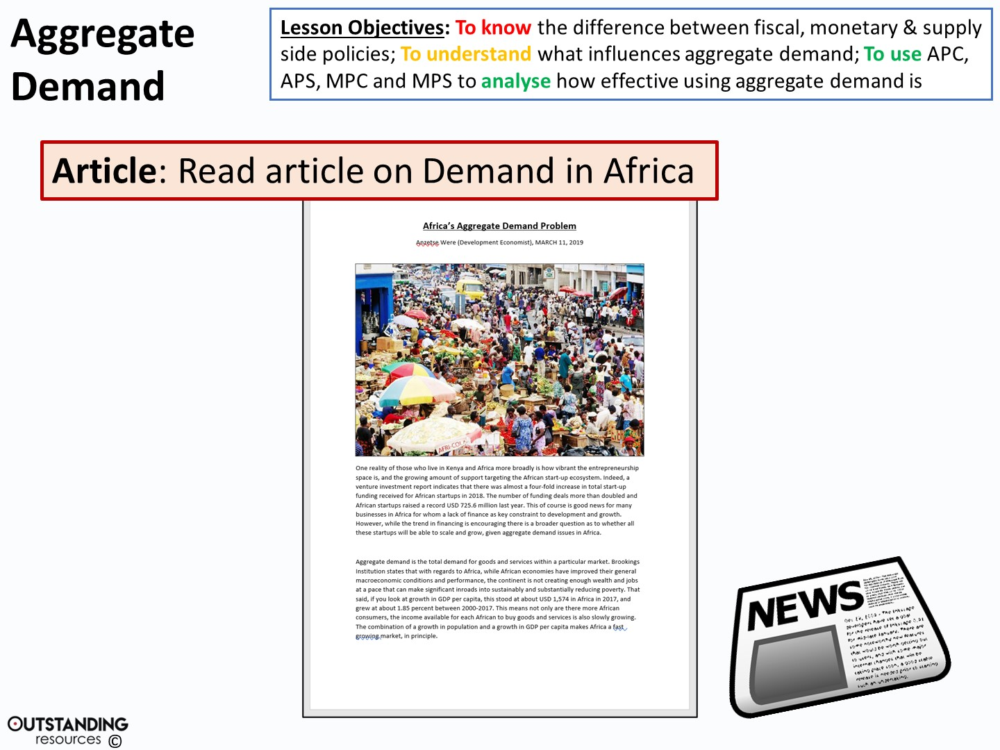 Aggregate
Demand
Lesson Objectives: To know the difference between fiscal, monetary & supply
side policies; To understand what influences aggregate demand; To use APC,
APS, MPC and MPS to analyse how effective using aggregate demand is
Article: Read article on Demand in Africa
Africa’s Aggregate Demand Problem
Anzetse Were (Development Economist), MARCH 11, 2019
AFRI-COLA
One reality of those who live in Kenya and Africa more broadly is how vibrant the entrepreneurship
space is, and the growing amount of support targeting the African start-up ecosystem. Indeed, a
venture investment report indicates that there was almost a four-fold increase in total start-up
funding received for African startups in 2018. The number of funding deals more than doubled and
African startups raised a record USD 725.6 million last year. This of course is good news for many
businesses in Africa for whom a lack of finance as key constraint to development and growth.
However, while the trend in financing is encouraging there is a broader question as to whether all
these startups will be able to scale and grow, given aggregate demand issues in Africa.
Aggregate demand is the total demand for goods and services within a particular market. Brookings
Institution states that with regards to Africa, while African economies have improved their general
macroeconomic conditions and performance, the continent is not creating enough wealth and jobs
at a pace that can make significant inroads into sustainably and substantially reducing poverty. That
said, if you look at growth in GDP per capita, this stood at about USD 1,574 in Africa in 2017, and
grew at about 1.85 percent between 2000-2017. This means not only are there more African
consumers, the income available for each African to buy goods and services is also slowly growing.
The combination of a growth in population and a growth in GDP per capita makes Africa a fast
growing market, in principle.
NEWS
OUTSTANDING
resources ©